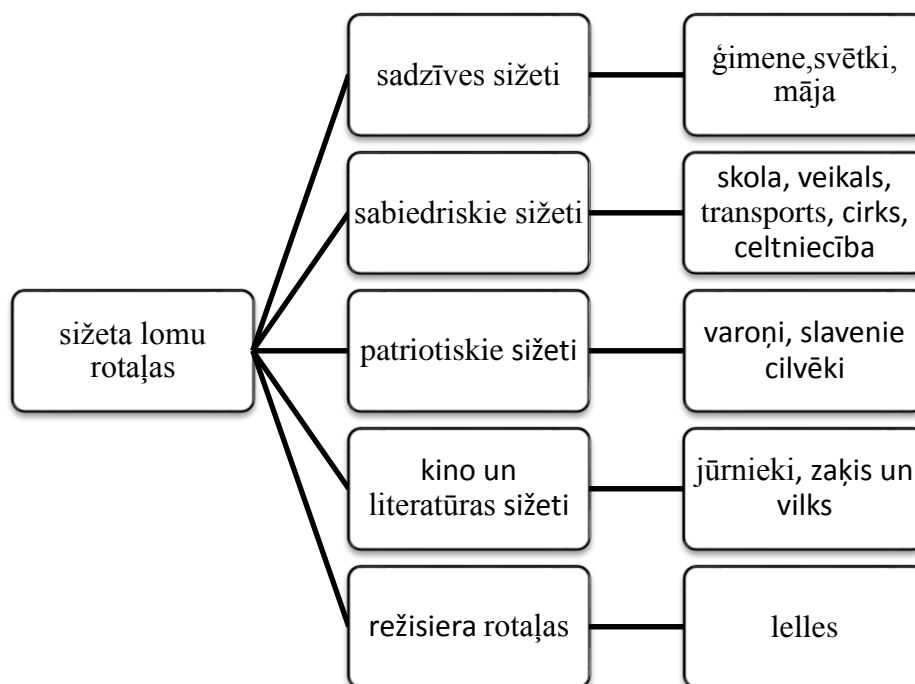 sadzīves sižeti
ģimene,svētki,
māja
sabiedriskie sižeti
skola, veikals,
transports, cirks,
celtniecība
sižeta lomu
rotaļas
patriotiskie sižeti
varoņi, slavenie
cilvēki
kino un
literatūras sižeti
jūrnieki, zaķis un
vilks
režisiera rotaļas
lelles